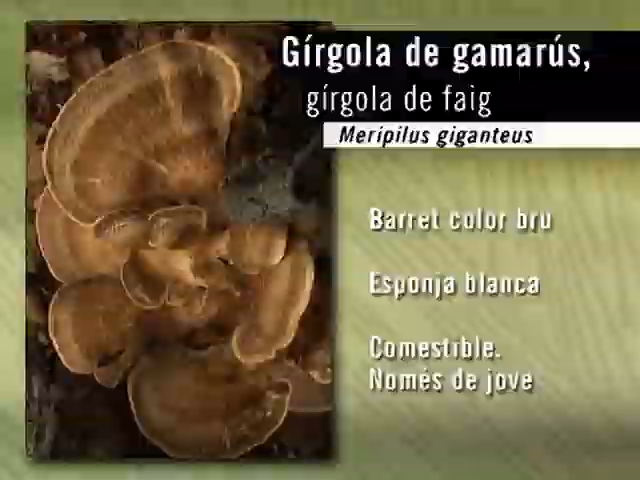 Gírgola de gamarús,
gírgola de faig
Meripilus giganteus
Barret color bru
Esponja blanca
Comestible.
Només de jove